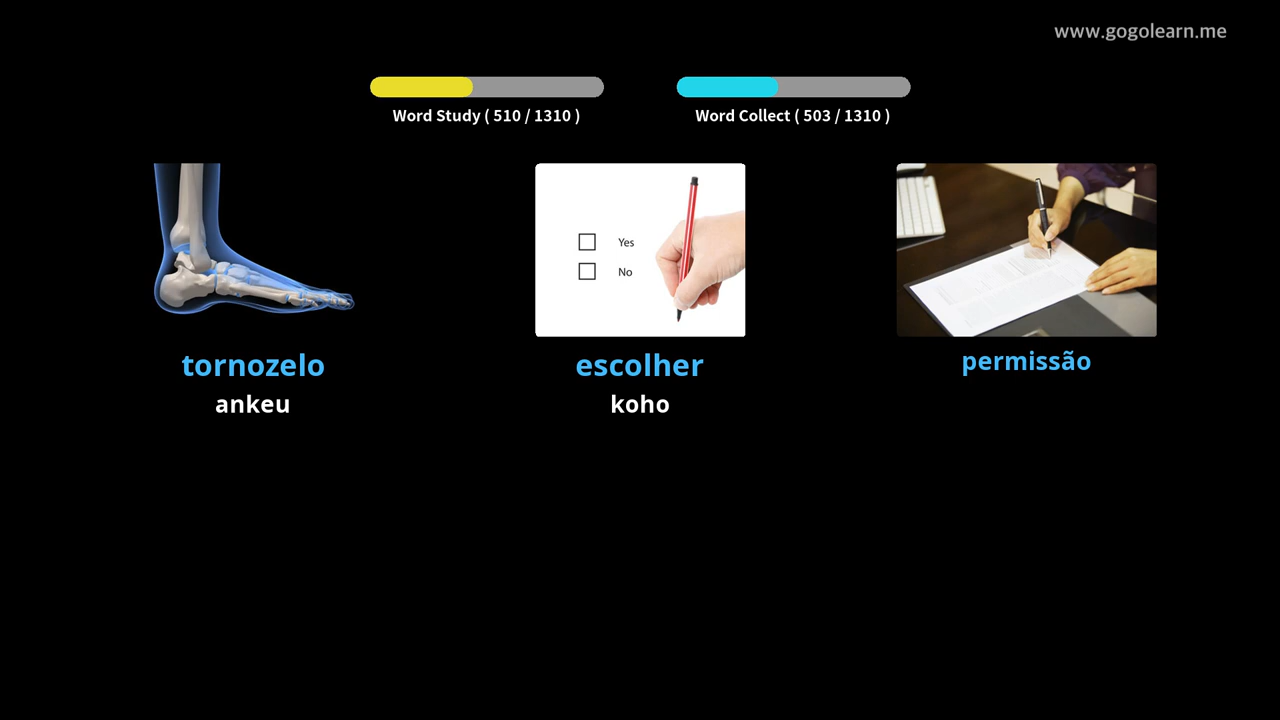 www.gogolearn.me
Word Study ( 510 / 1310 )
Word Collect ( 503 / 1310 )
Yes
No
tornozelo
escolher
permissão
ankeu
koho